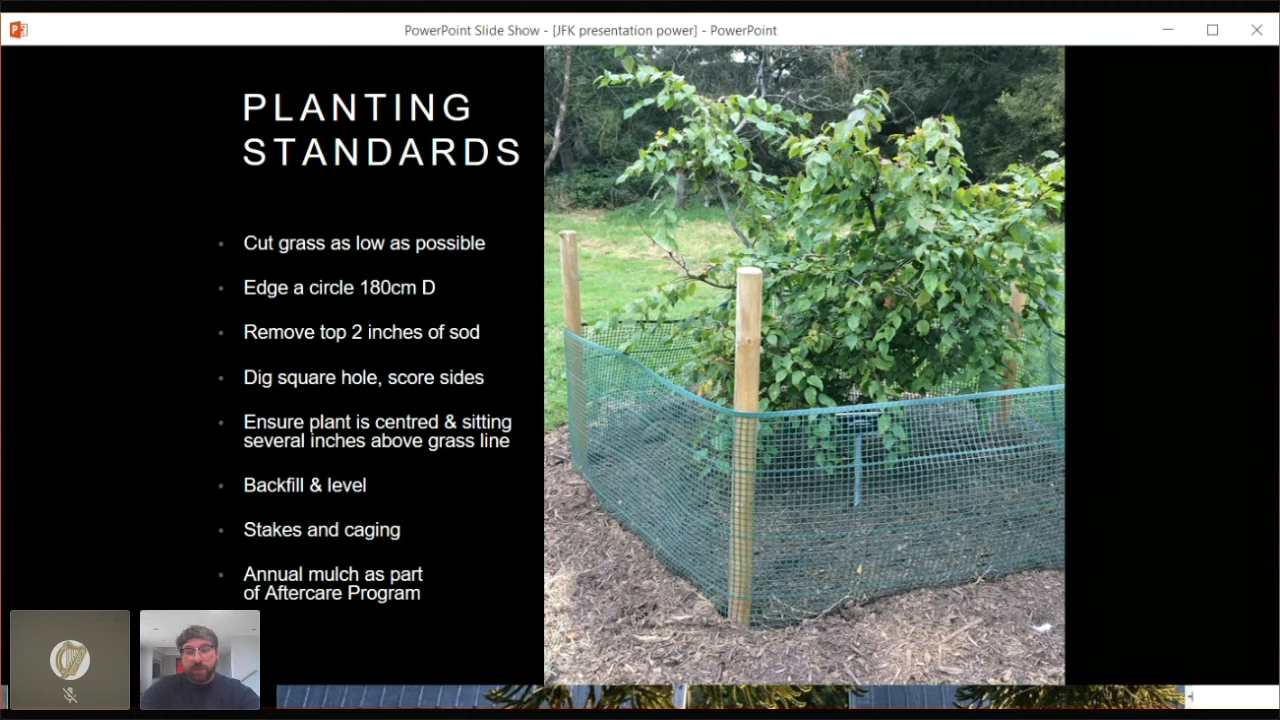 PowerPoint Slide Show - [JFK presentation power] - PowerPoint
PLANTING
STANDARDS
• Cut grass as low as possible
• Edge a circle 180cm D
• Remove top 2 inches of sod
• Dig square hole, score sides
• Ensure plant is centred & sitting
several inches above grass line
• Backfill & level
• Stakes and caging
• Annual mulch as part
of Aftercare Program